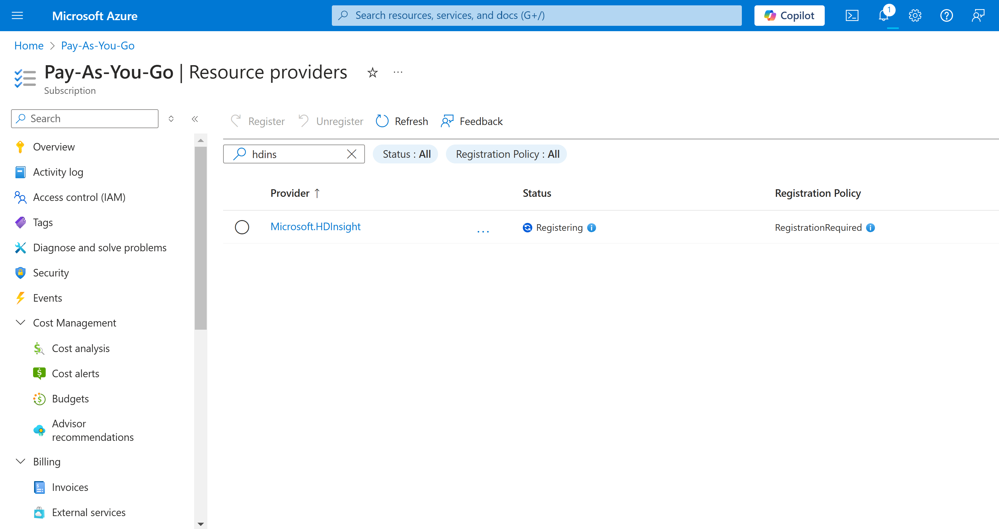 Microsoft Azure
Search resources, services, and docs (G+/)
Copilot
1
Home > Pay-As-You-Go
Pay-As-You-Go | Resource providers
Subscription
Search
Register
Unregister
Refresh
Feedback
Overview
Activity log
Access control (IAM)
Tags
Diagnose and solve problems
Security
Events
Cost Management
Cost analysis
Cost alerts
Budgets
Advisor
recommendations
Billing
Invoices
External services
hdins
Status : All
Registration Policy : All
Provider ↑ Status Registration Policy
Microsoft.HDInsight ... Registering RegistrationRequired